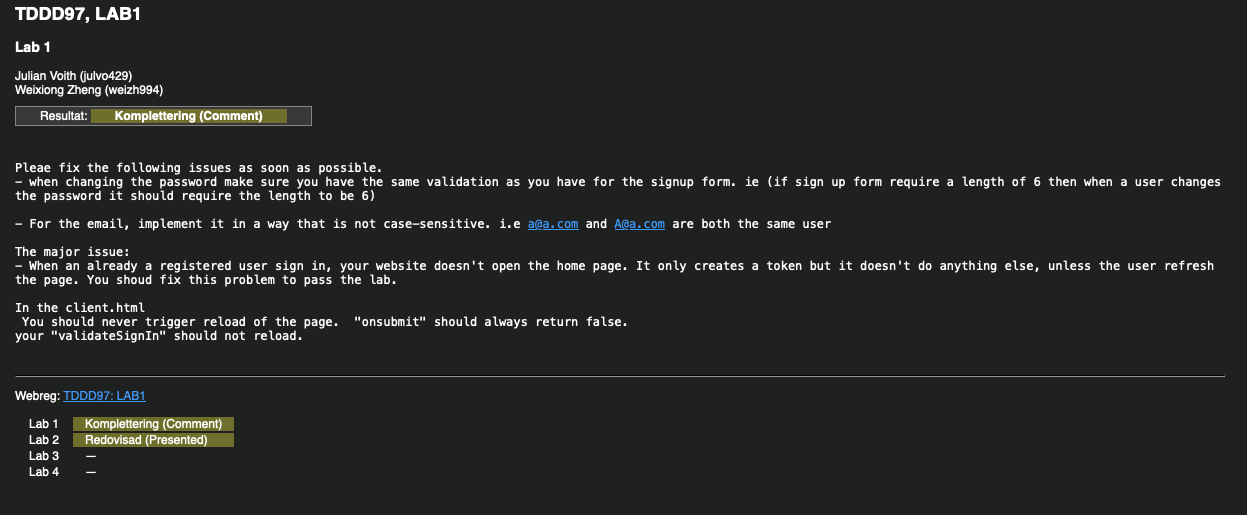 TDDD97, LAB1
Lab 1
Julian Voith (julvo429)
Weixiong Zheng (weizh994)
Resultat: Komplettering (Comment)
Pleae fix the following issues as soon as possible.
– when changing the password make sure you have the same validation as you have for the signup form. ie (if sign up form require a length of 6 then when a user changes
the password it should require the length to be 6)
– For the email, implement it in a way that is not case-sensitive. i.e a@a.com and A@a.com are both the same user
The major issue:
– When an already a registered user sign in, your website doesn't open the home page. It only creates a token but it doesn't do anything else, unless the user refresh
the page. You shoud fix this problem to pass the lab.
In the client.html
You should never trigger reload of the page.  "onsubmit" should always return false.
your "validateSignIn" should not reload.
Webreg: TDDD97: LAB1
Lab 1 Komplettering (Comment)
Lab 2 Redovisad (Presented)
Lab 3 —
Lab 4 —